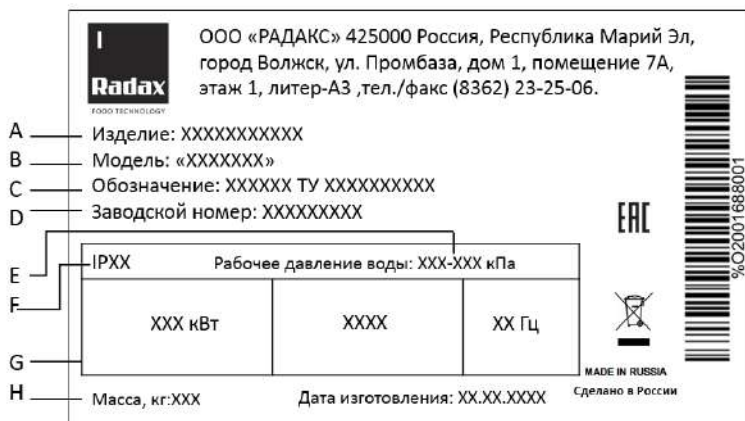 I
Radax
FOOD TECHNOLOGY
ООО «РАДАКС» 425000 Россия, Республика Марий Эл,
город Волжск, ул. Промбаза, дом 1, помещение 7А,
этаж 1, литер-А3 ,тел./факс (8362) 23-25-06.
A Изделие: XXXXXXXXXXX
B Модель: «XXXXXXX»
C Обозначение: XXXXXX ТУ XXXXXXXXXX
D Заводской номер: XXXXXXXXX
E
F
IPXX Рабочее давление воды: XXX-XXX кПа
XXX кВт XXXX XX Гц
G
H Масса, кг:XXX Дата изготовления: XX.XX.XXXX
EAC
MADE IN RUSSIA
Сделано в России
%O2001688001